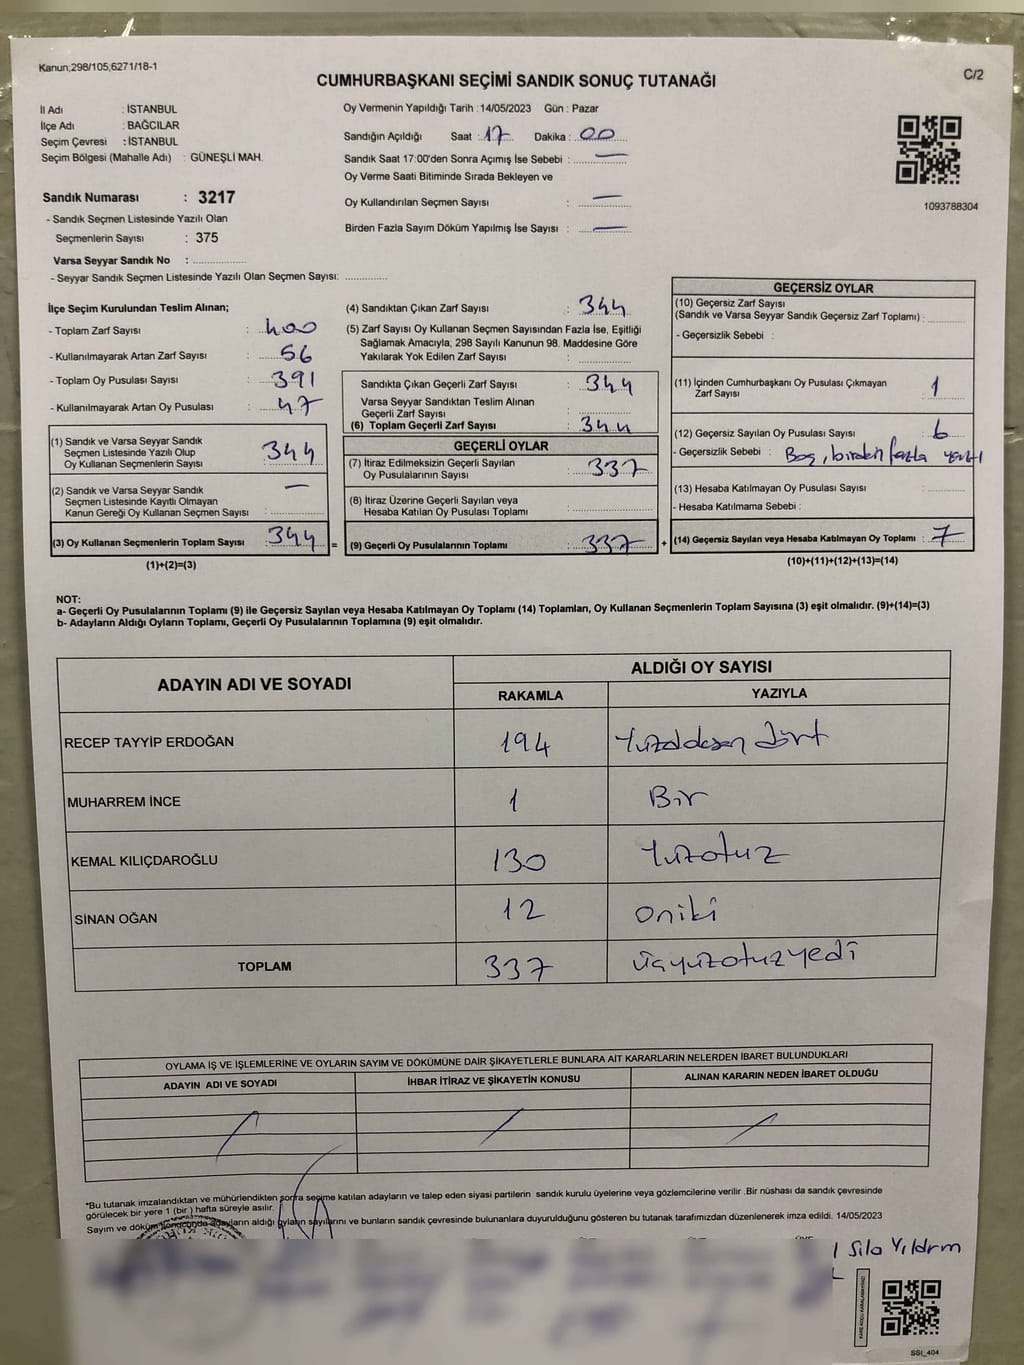 Kanun;298/105;6271/18-1
C/2
CUMHURBAŞKANI SEÇİMİ SANDIK SONUÇ TUTANAĞI
İl Adı : İSTANBUL
İlçe Adı : BAĞCILAR
Seçim Çevresi : İSTANBUL
Seçim Bölgesi (Mahalle Adı) : GÜNEŞLİ MAH.
Sandık Numarası : 3217
- Sandık Seçmen Listesinde Yazılı Olan
Seçmenlerin Sayısı : 375
Varsa Seyyar Sandık No :
- Seyyar Sandık Seçmen Listesinde Yazılı Olan Seçmen Sayısı:
Oy Vermenin Yapıldığı Tarih : 14/05/2023 Gün : Pazar
Sandığın Açıldığı Saat : 17 Dakika : 00
Sandık Saat 17:00'den Sonra Açımış İse Sebebi : —
Oy Verme Saati Bitiminde Sırada Bekleyen ve
Oy Kullandırılan Seçmen Sayısı : —
Birden Fazla Sayım Döküm Yapılmış İse Sayısı : —
1093788304
İlçe Seçim Kurulundan Teslim Alınan;
- Toplam Zarf Sayısı : 400
- Kullanılmayarak Artan Zarf Sayısı : 56
- Toplam Oy Pusulası Sayısı : 391
- Kullanılmayarak Artan Oy Pusulası : 47
(1) Sandık ve Varsa Seyyar Sandık
Seçmen Listesinde Yazılı Olup
Oy Kullanan Seçmenlerin Sayısı : 344
(2) Sandık ve Varsa Seyyar Sandık
Seçmen Listesinde Kayıtlı Olmayan
Kanun Gereği Oy Kullanan Seçmen Sayısı : —
(3) Oy Kullanan Seçmenlerin Toplam Sayısı : 344 =
(1)+(2)=(3)
(4) Sandıktan Çıkan Zarf Sayısı : 344
(5) Zarf Sayısı Oy Kullanan Seçmen Sayısından Fazla İse, Eşitliği
Sağlamak Amacıyla; 298 Sayılı Kanunun 98. Maddesine Göre
Yakılarak Yok Edilen Zarf Sayısı :
Sandıkta Çıkan Geçerli Zarf Sayısı : 344
Varsa Seyyar Sandıktan Teslim Alınan
Geçerli Zarf Sayısı :
(6) Toplam Geçerli Zarf Sayısı : 344
GEÇERLİ OYLAR
(7) İtiraz Edilmeksizin Geçerli Sayılan
Oy Pusulalarının Sayısı : 337
(8) İtiraz Üzerine Geçerli Sayılan veya
Hesaba Katılan Oy Pusulaları Toplamı :
(9) Geçerli Oy Pusulalarının Toplamı : 337 +
GEÇERSİZ OYLAR
(10) Geçersiz Zarf Sayısı
(Sandık ve Varsa Seyyar Sandık Geçersiz Zarf Toplamı) :
- Geçersizlik Sebebi :
(11) İçinden Cumhurbaşkanı Oy Pusulası Çıkmayan
Zarf Sayısı : 1
(12) Geçersiz Sayılan Oy Pusulası Sayısı : 6
- Geçersizlik Sebebi : Boş, birden fazla
(13) Hesaba Katılmayan Oy Pusulası Sayısı :
- Hesaba Katılmama Sebebi :
(14) Geçersiz Sayılan veya Hesaba Katılmayan Oy Toplamı : 7
(10)+(11)+(12)+(13)=(14)
NOT:
a- Geçerli Oy Pusulalarının Toplamı (9) ile Geçersiz Sayılan veya Hesaba Katılmayan Oy Toplamı (14) Toplamları, Oy Kullanan Seçmenlerin Toplam Sayısına (3) eşit olmalıdır. (9)+(14)=(3)
b- Adayların Aldığı Oyların Toplamı, Geçerli Oy Pusulalarının Toplamına (9) eşit olmalıdır.
ADAYIN ADI VE SOYADI
ALDIĞI OY SAYISI
RAKAMLA YAZIYLA
RECEP TAYYİP ERDOĞAN 194
MUHARREM İNCE 1 Bir
KEMAL KILIÇDAROĞLU 130 Yüzotuz
SİNAN OĞAN 12 oniki
TOPLAM 337 üçyüzotuzyedi
OYLAMA İŞ VE İŞLEMLERİNE VE OYLARIN SAYIM VE DÖKÜMÜNE DAİR ŞİKAYETLERLE BUNLARA AİT KARARLARIN NELERDEN İBARET BULUNDUKLARI
ADAYIN ADI VE SOYADI İHBAR İTİRAZ VE ŞİKAYETİN KONUSU ALINAN KARARIN NEDEN İBARET OLDUĞU
*Bu tutanak imzalandıktan ve mühürlendikten sonra seçime katılan adayların ve talep eden siyasi partilerin sandık kurulu üyelerine veya gözlemcilerine verilir .Bir nüshası da sandık çevresinde
görülecek bir yere 1 (bir ) hafta süreyle asılır.
Sayım ve döküm sonucunda adayların aldığı oyların sayılarını ve bunların sandık çevresinde bulunanlara duyurulduğunu gösteren bu tutanak tarafımızdan düzenlenerek imza edildi. 14/05/2023
Sıla Yıldırım
SSI_404